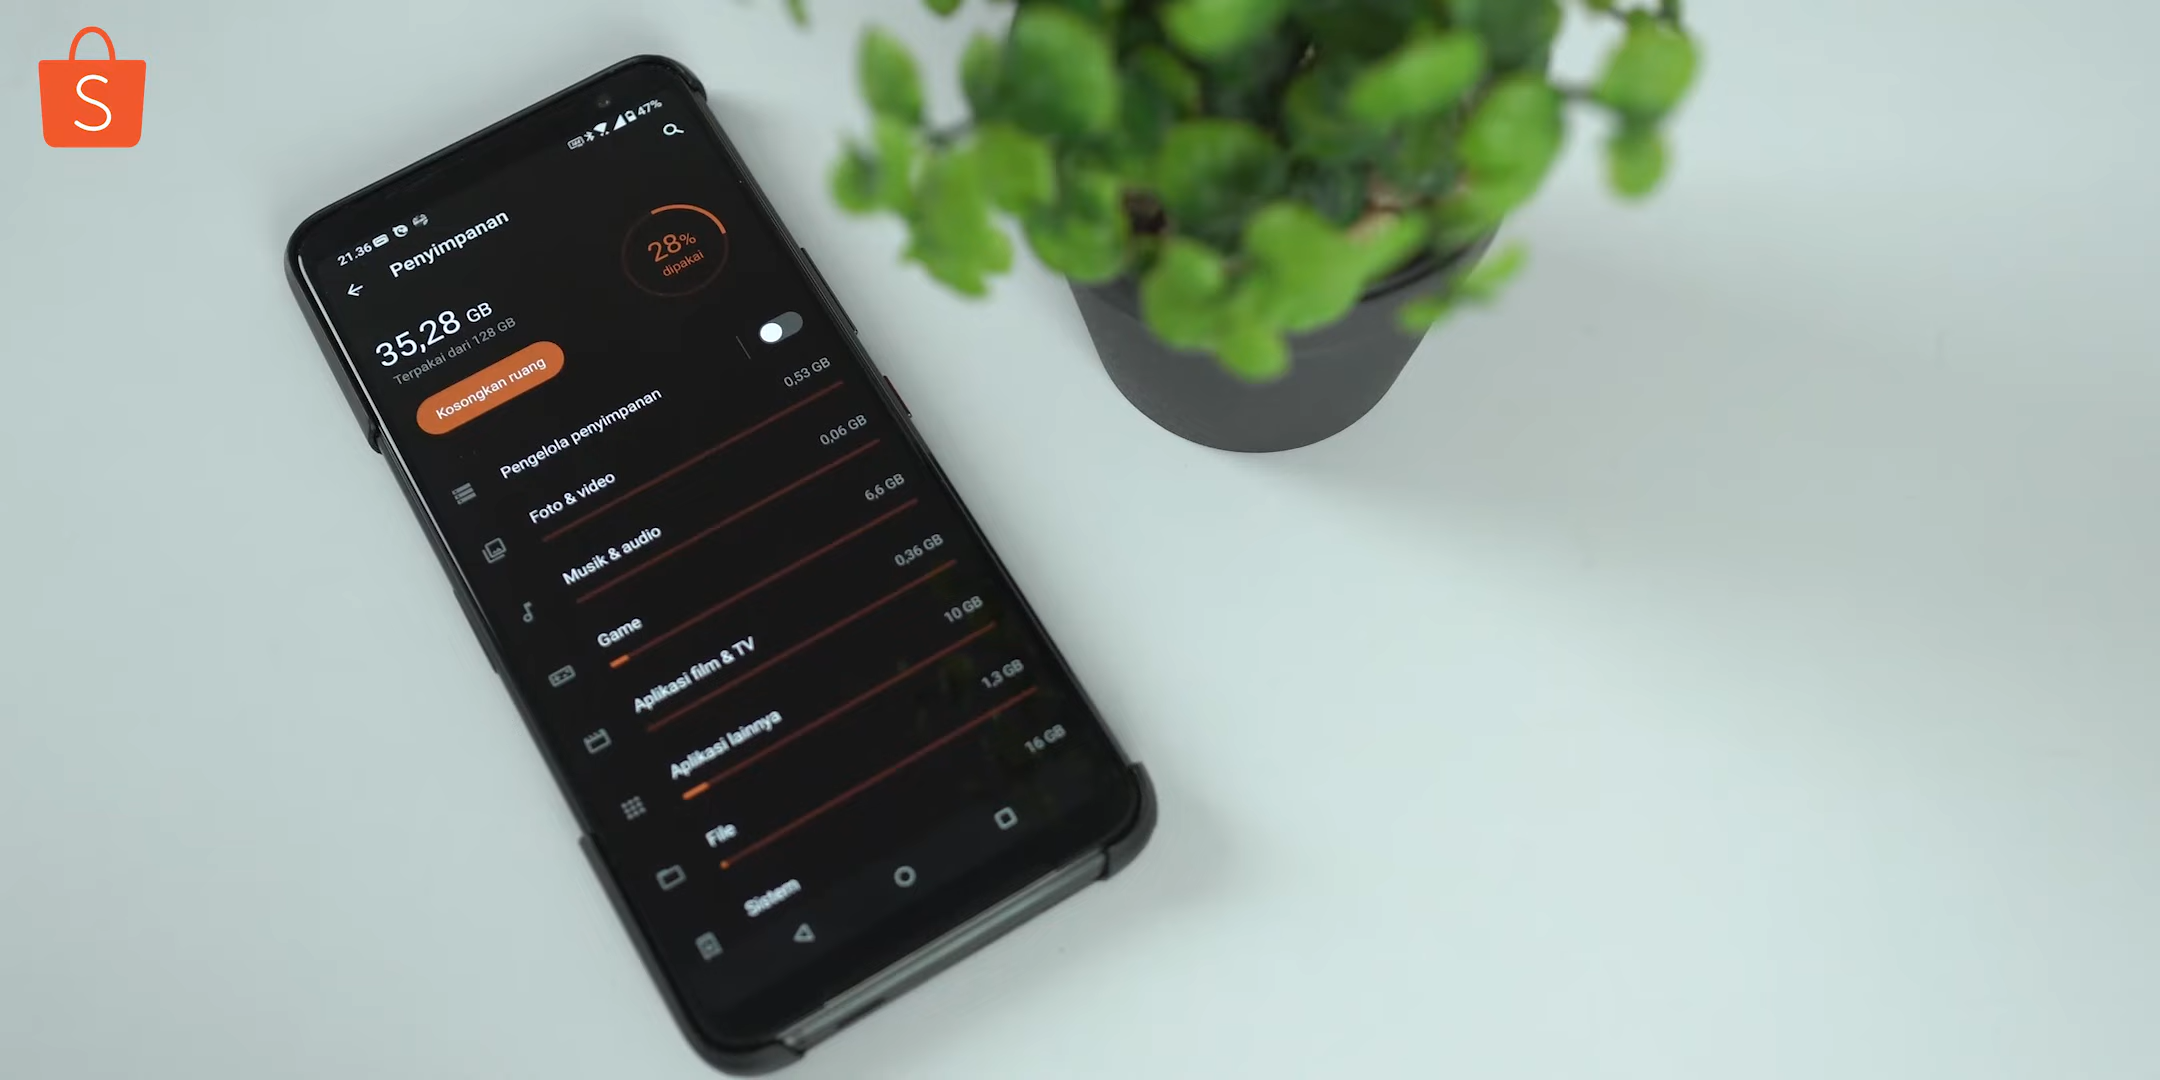 S
21.36
47%
Penyimpanan
28%
dipakai
35,28 GB
Terpakai dari 128 GB
Kosongkan ruang
Pengelola penyimpanan
Foto & video
0,53 GB
Musik & audio
0,06 GB
Game
6,6 GB
Aplikasi film & TV
0,36 GB
Aplikasi lainnya
10 GB
File
1,3 GB
Sistem
16 GB